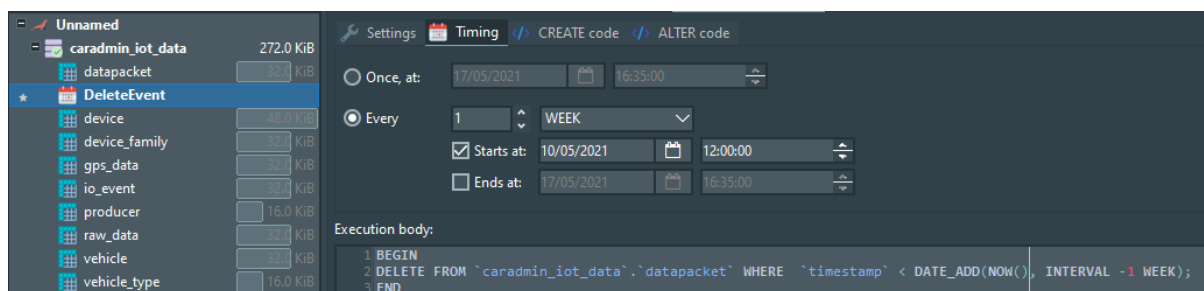 Unnamed
caradmin_iot_data 272.0 KiB
datapacket 32.0 KiB
DeleteEvent
device 48.0 KiB
device_family 32.0 KiB
gps_data 32.0 KiB
io_event 32.0 KiB
producer 16.0 KiB
raw_data 32.0 KiB
vehicle 32.0 KiB
vehicle_type 16.0 KiB
Settings Timing </> CREATE code </> ALTER code
Once, at: 17/05/2021 16:35:00
Every 1 WEEK
Starts at: 10/05/2021 12:00:00
Ends at: 17/05/2021 16:35:00
Execution body:
1 BEGIN
2 DELETE FROM `caradmin_iot_data`.`datapacket` WHERE  `timestamp` < DATE_ADD(NOW(), INTERVAL -1 WEEK);
3 END